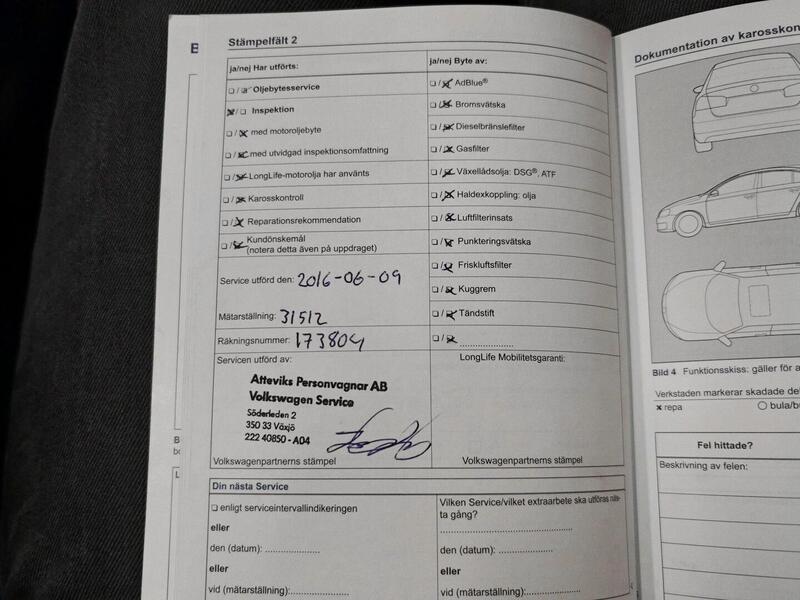 B
Stämpelfält 2
ja/nej Har utförts:
❑ / Oljebytesservice
❑ Inspektion
❑ / med motoroljebyte
❑ / med utvidgad inspektionsomfattning
❑ / LongLife-motorolja har använts
❑ / Karosskontroll
❑ / Reparationsrekommendation
❑ / Kundönskemål
(notera detta även på uppdraget)
Service utförd den: 2016-06-09
Mätarställning: 31512
Räkningsnummer: 173804
Servicen utförd av:
Atteviks Personvagnar AB
Volkswagen Service
Söderleden 2
350 33 Växjö
222 40850 - A04
Volkswagenpartnerns stämpel
ja/nej Byte av:
❑ / AdBlue®
❑ / Bromsvätska
❑ / Dieselbränslefilter
❑ / Gasfilter
❑ / Växellådsolja: DSG®, ATF
❑ / Haldexkoppling: olja
❑ / Luftfilterinsats
❑ / Punkteringsvätska
❑ / Friskluftsfilter
❑ / Kuggrem
❑ / Tändstift
❑ / ....................
LongLife Mobilitetsgaranti:
Volkswagenpartnerns stämpel
Din nästa Service
❑ enligt serviceintervallindikeringen
eller
den (datum): ....................
eller
vid (mätarställning):....................
Vilken Service/vilket extraarbete ska utföras näs-
ta gång?
den (datum): ....................
eller
vid (mätarställning): ....................
Dokumentation av karosskon
Bild 4 Funktionsskiss: gäller för a
Verkstaden markerar skadade del
x repa
○ bula/bu
Fel hittade?
Beskrivning av felen: